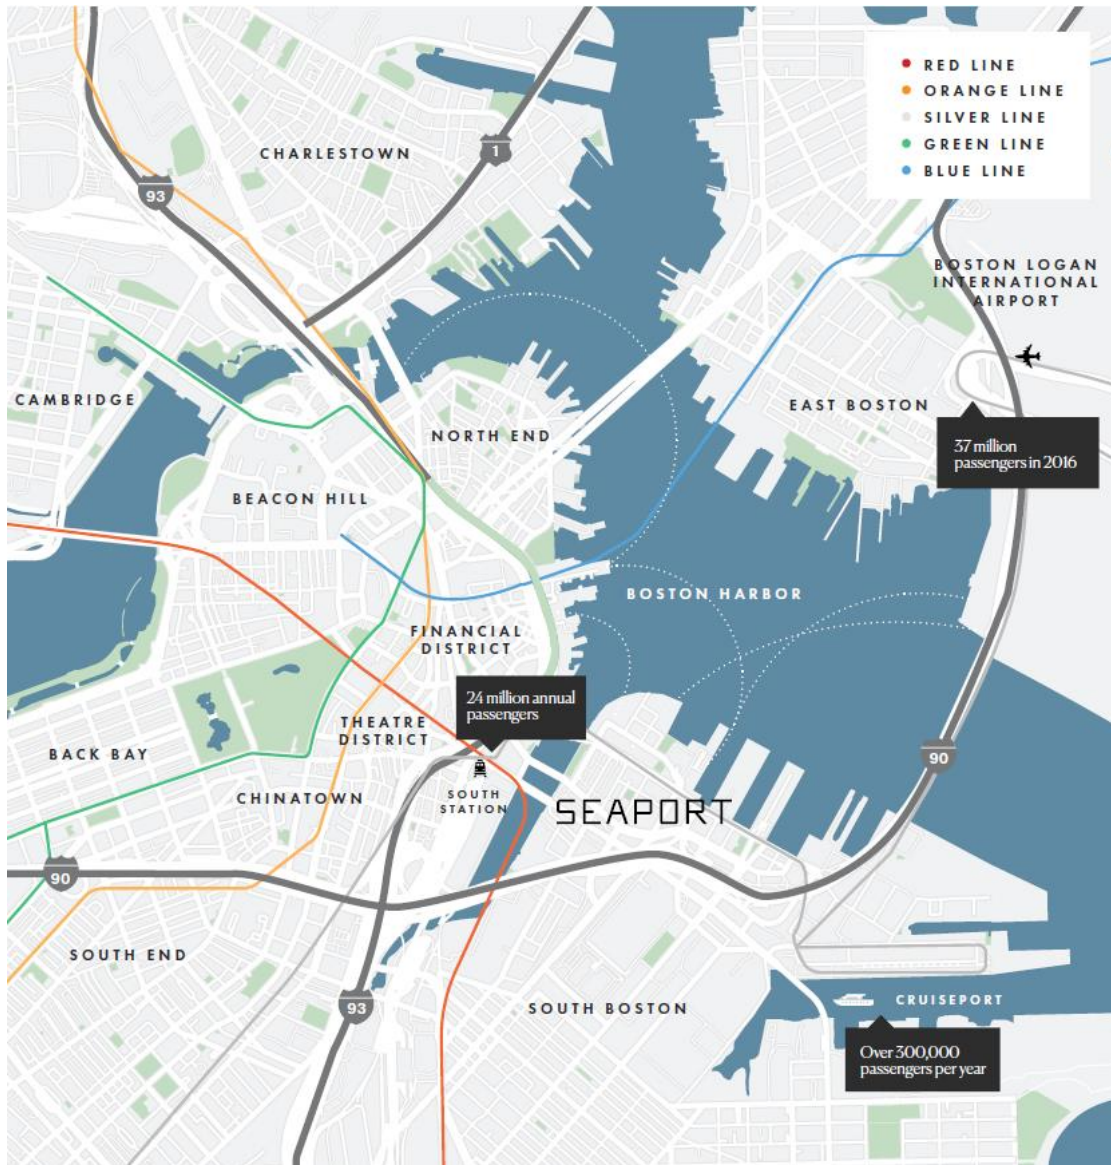 RED LINE
ORANGE LINE
SILVER LINE
GREEN LINE
BLUE LINE
CHARLESTOWN
1
93
BOSTON LOGAN
INTERNATIONAL
AIRPORT
CAMBRIDGE
EAST BOSTON
NORTH END
37 million
passengers in 2016
BEACON HILL
BOSTON HARBOR
FINANCIAL
DISTRICT
24 million annual
passengers
THEATRE
DISTRICT
BACK BAY
90
CHINATOWN
SOUTH
STATION
SEAPORT
90
SOUTH END
93
SOUTH BOSTON
CRUISEPORT
Over 300,000
passengers per year